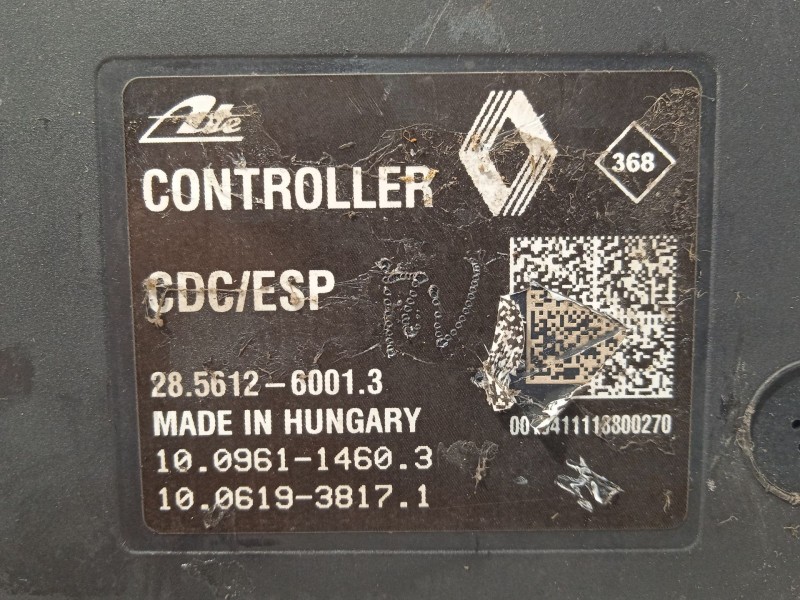 Ate
368
CONTROLLER
CDC/ESP
28.5612-6001.3
MADE IN HUNGARY
10.0961-1460.3
10.0619-3817.1